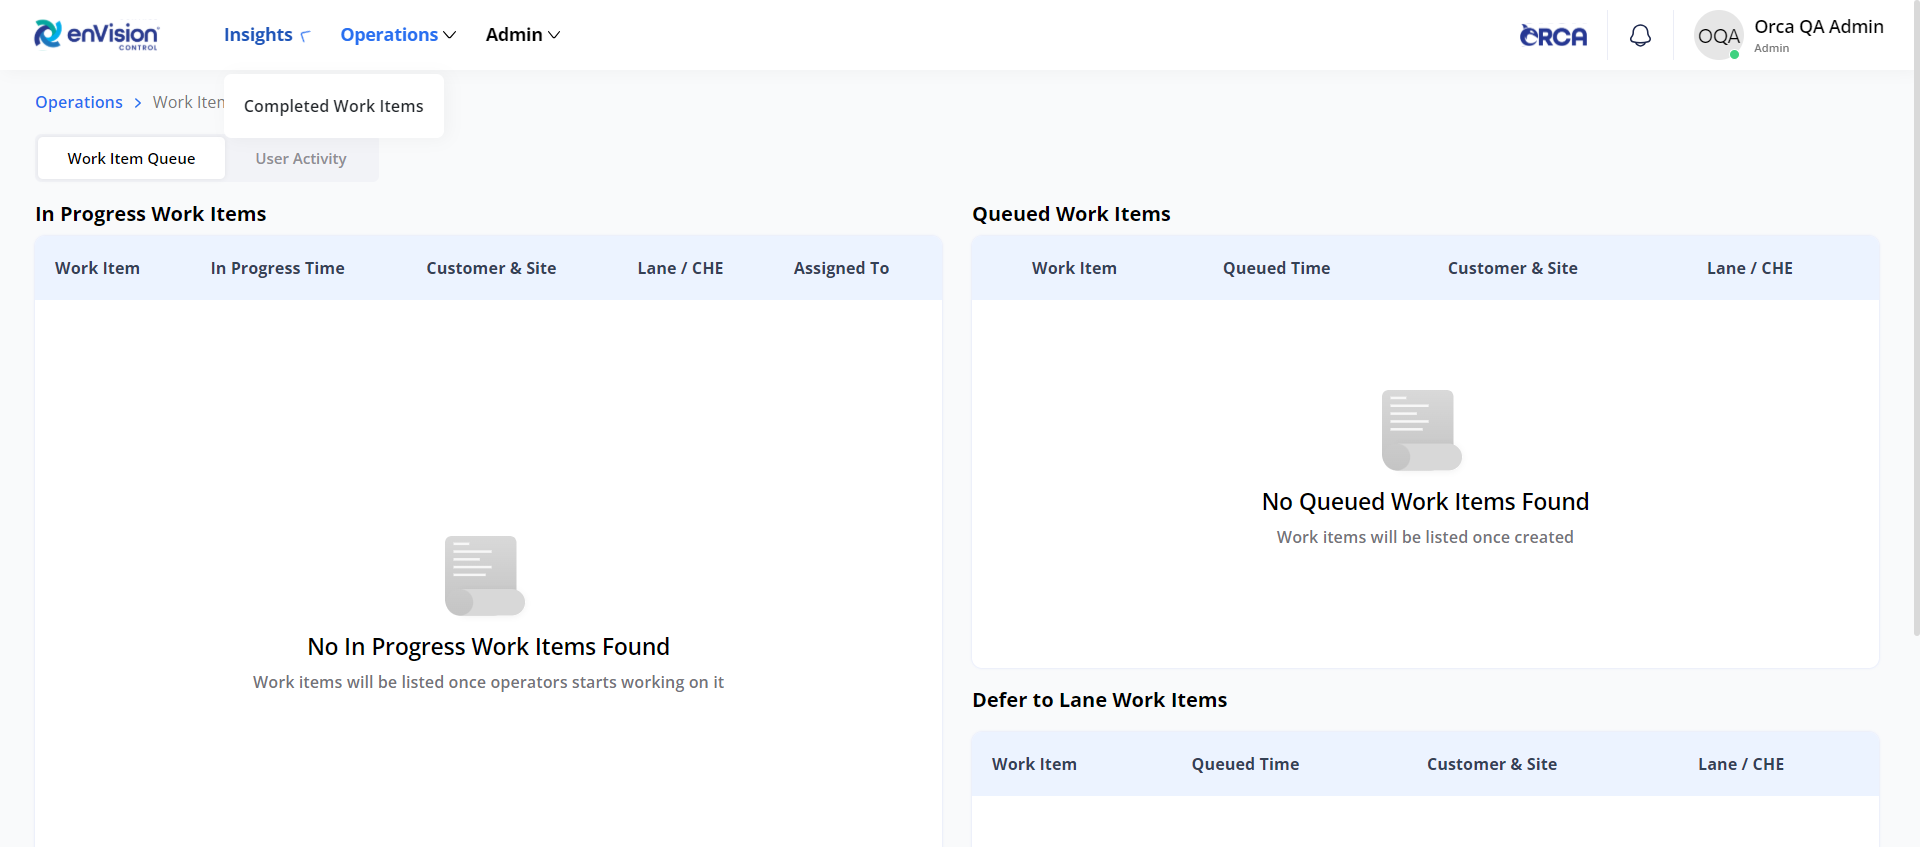 enVision
CONTROL
Insights
Operations
Admin
ORCA
OQA
Orca QA Admin
Admin
Operations > Work Item
Completed Work Items
Work Item Queue
User Activity
In Progress Work Items
Work Item
In Progress Time
Customer & Site
Lane / CHE
Assigned To
No In Progress Work Items Found
Work items will be listed once operators starts working on it
Queued Work Items
Work Item
Queued Time
Customer & Site
Lane / CHE
No Queued Work Items Found
Work items will be listed once created
Defer to Lane Work Items
Work Item
Queued Time
Customer & Site
Lane / CHE